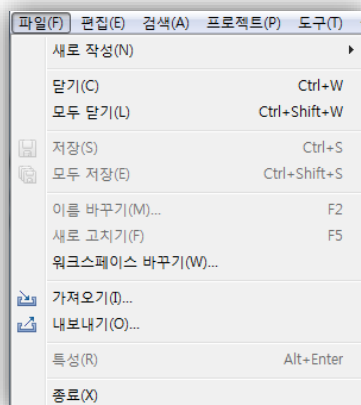 파일(F) 편집(E) 검색(A) 프로젝트(P) 도구(T)
새로 작성(N)
닫기(C) Ctrl+W
모두 닫기(L) Ctrl+Shift+W
저장(S) Ctrl+S
모두 저장(E) Ctrl+Shift+S
이름 바꾸기(M)... F2
새로 고치기(F) F5
워크스페이스 바꾸기(W)...
가져오기(I)...
내보내기(O)...
특성(R) Alt+Enter
종료(X)